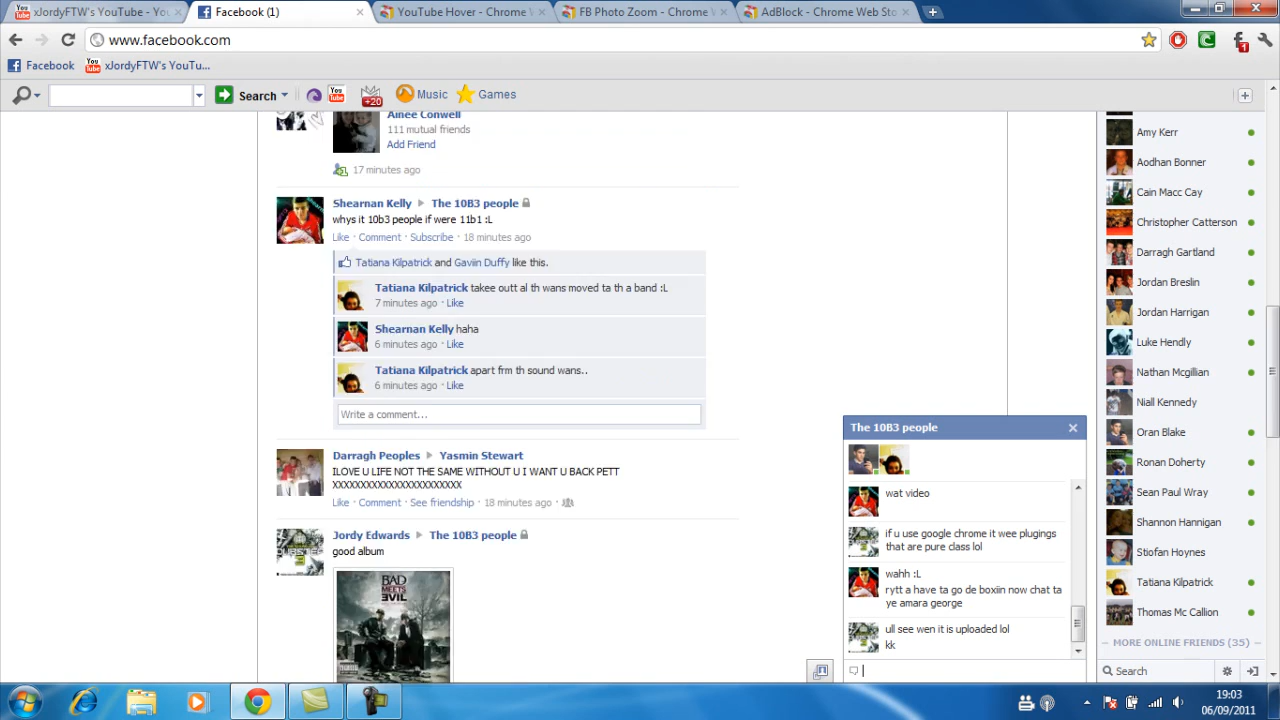 xJordyFTW's YouTube - Yo
Facebook (1)
YouTube Hover - Chrome V
FB Photo Zoom - Chrome
AdBlock - Chrome Web Sto
www.facebook.com
1
Facebook
xJordyFTW's YouTu...
Search
You Tube
+20
Music
Games
Ainee Conwell
111 mutual friends
Add Friend
17 minutes ago
Shearnan Kelly The 10B3 people
whys it 10b3 people if were 11b1 :L
Like · Comment · Subscribe · 18 minutes ago
Tatiana Kilpatrick and Gaviin Duffy like this.
Tatiana Kilpatrick takee outt al th wans moved ta th a band :L
7 minutes ago · Like
Shearnan Kelly haha
6 minutes ago · Like
Tatiana Kilpatrick apart frm th sound wans..
6 minutes ago · Like
Write a comment...
Darragh Peoples Yasmin Stewart
ILOVE U LIFE NOT THE SAME WITHOUT U I WANT U BACK PETT
XXXXXXXXXXXXXXXXXXXXXXXX
Like · Comment · See friendship · 18 minutes ago
Jordy Edwards The 10B3 people
good album
BAD
MEETS
EVIL
The 10B3 people
wat video
if u use google chrome it wee plugings
that are pure class lol
wahh :L
rytt a have ta go de boxiin now chat ta
ye amara george
ull see wen it is uploaded lol
kk
Amy Kerr
Aodhan Bonner
Cain Macc Cay
Christopher Catterson
Darragh Gartland
Jordan Breslin
Jordan Harrigan
Luke Hendly
Nathan Mcgillian
Niall Kennedy
Oran Blake
Ronan Doherty
Sean Paul Wray
Shannon Hannigan
Stiofan Hoynes
Tatiana Kilpatrick
Thomas Mc Callion
MORE ONLINE FRIENDS (35)
Search
19:03
06/09/2011